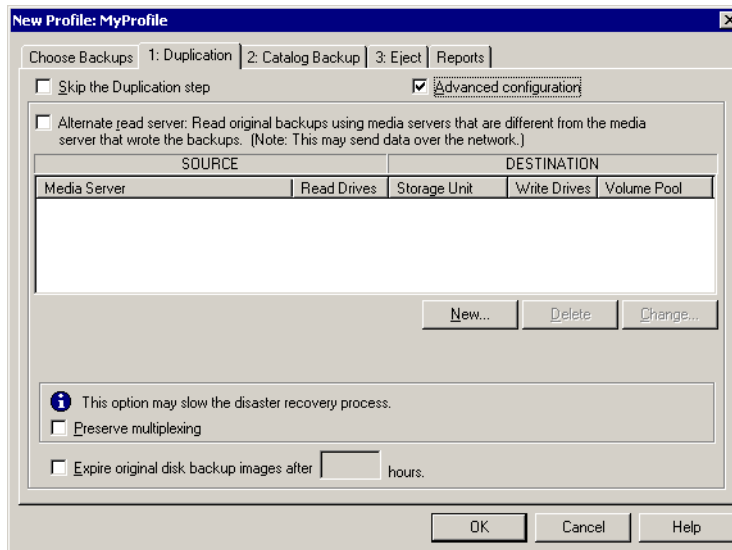 New Profile: MyProfile
Choose Backups 1: Duplication 2: Catalog Backup 3: Eject Reports
Skip the Duplication step Advanced configuration
Alternate read server: Read original backups using media servers that are different from the media
server that wrote the backups. (Note: This may send data over the network.)
SOURCE DESTINATION
Media Server Read Drives Storage Unit Write Drives Volume Pool
New... Delete Change...
This option may slow the disaster recovery process.
Preserve multiplexing
Expire original disk backup images after hours.
OK Cancel Help